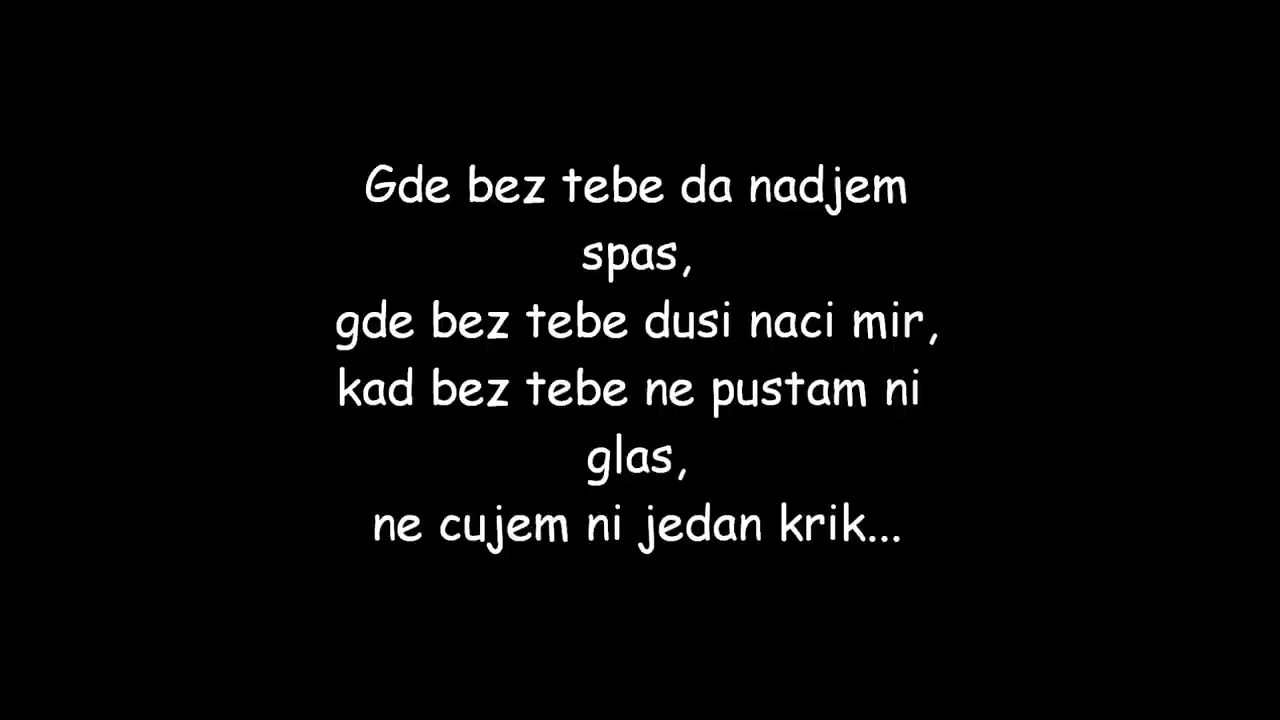 Gde bez tebe da nadjem
spas,
gde bez tebe dusi naci mir,
kad bez tebe ne pustam ni
glas,
ne cujem ni jedan krik...